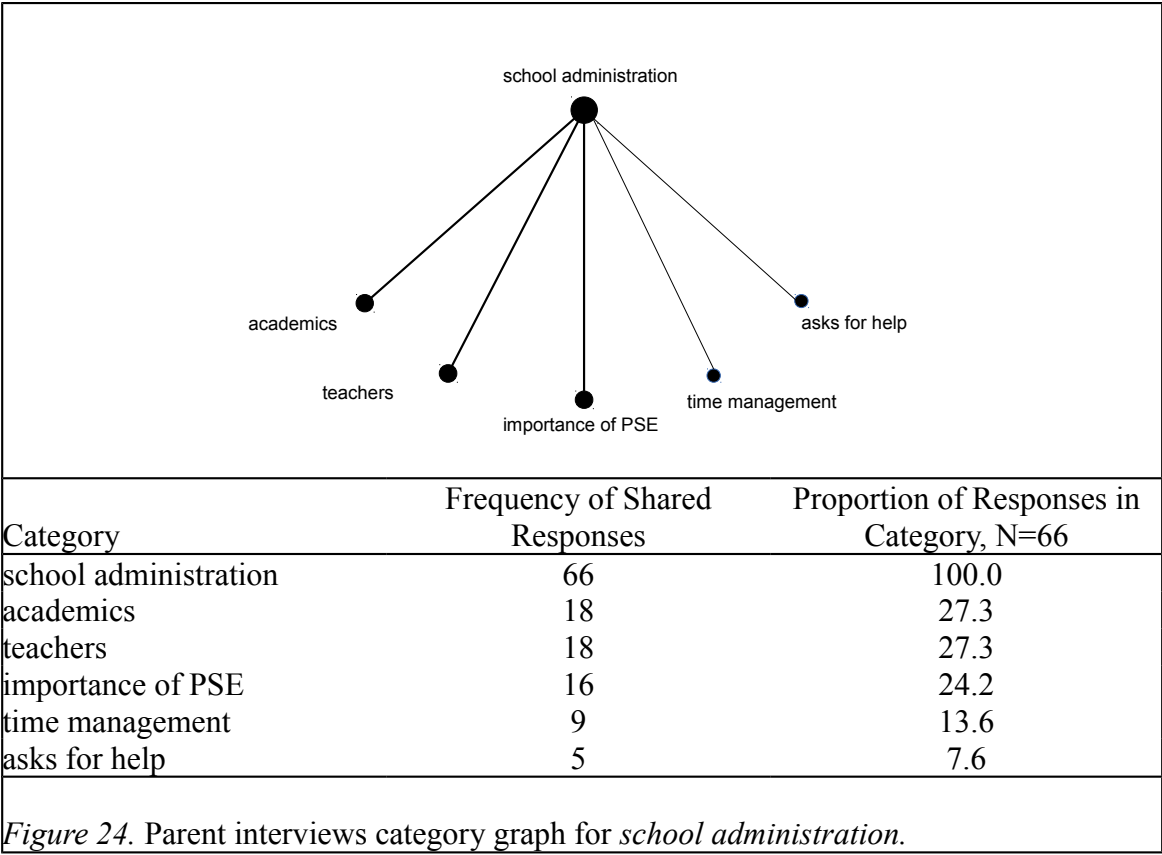 school administration
academics
asks for help
teachers
time management
importance of PSE
Category Frequency of Shared Responses Proportion of Responses in Category, N=66
school administration 66 100.0
academics 18 27.3
teachers 18 27.3
importance of PSE 16 24.2
time management 9 13.6
asks for help 5 7.6
Figure 24. Parent interviews category graph for school administration.